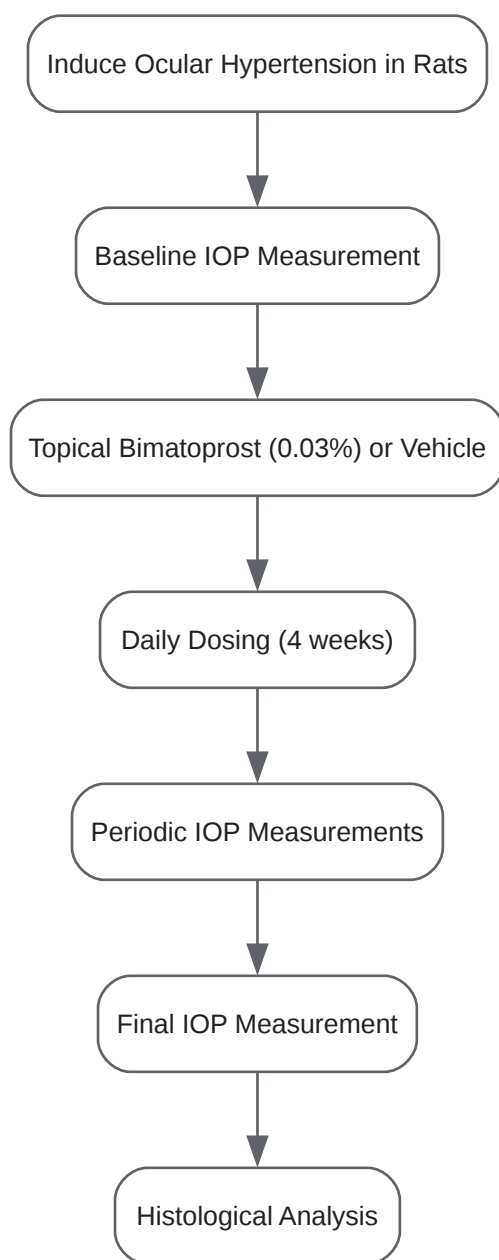 Induce Ocular Hypertension in Rats
Baseline IOP Measurement
Topical Bimatoprost (0.03%) or Vehicle
Daily Dosing (4 weeks)
Periodic IOP Measurements
Final IOP Measurement
Histological Analysis